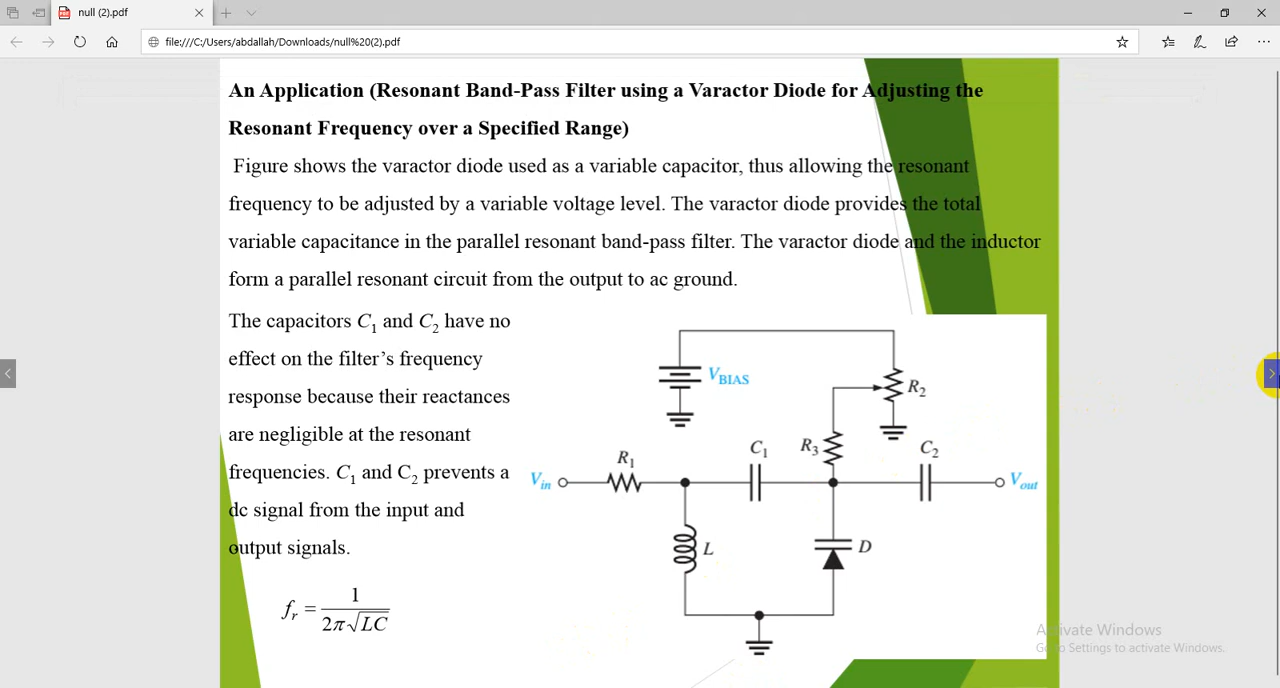 null (2).pdf
file:///C:/Users/abdallah/Downloads/null%20(2).pdf
An Application (Resonant Band-Pass Filter using a Varactor Diode for Adjusting the
Resonant Frequency over a Specified Range)
Figure shows the varactor diode used as a variable capacitor, thus allowing the resonant
frequency to be adjusted by a variable voltage level. The varactor diode provides the total
variable capacitance in the parallel resonant band-pass filter. The varactor diode and the inductor
form a parallel resonant circuit from the output to ac ground.
The capacitors C₁ and C₂ have no
effect on the filter’s frequency
response because their reactances
are negligible at the resonant
frequencies. C₁ and C₂ prevents a
dc signal from the input and
output signals.
fᵣ = 1 / 2π√LC
VBIAS
R₂
C₁
R₃
C₂
R₁
Vin
Vout
L
D
Activate Windows
Go to Settings to activate Windows.